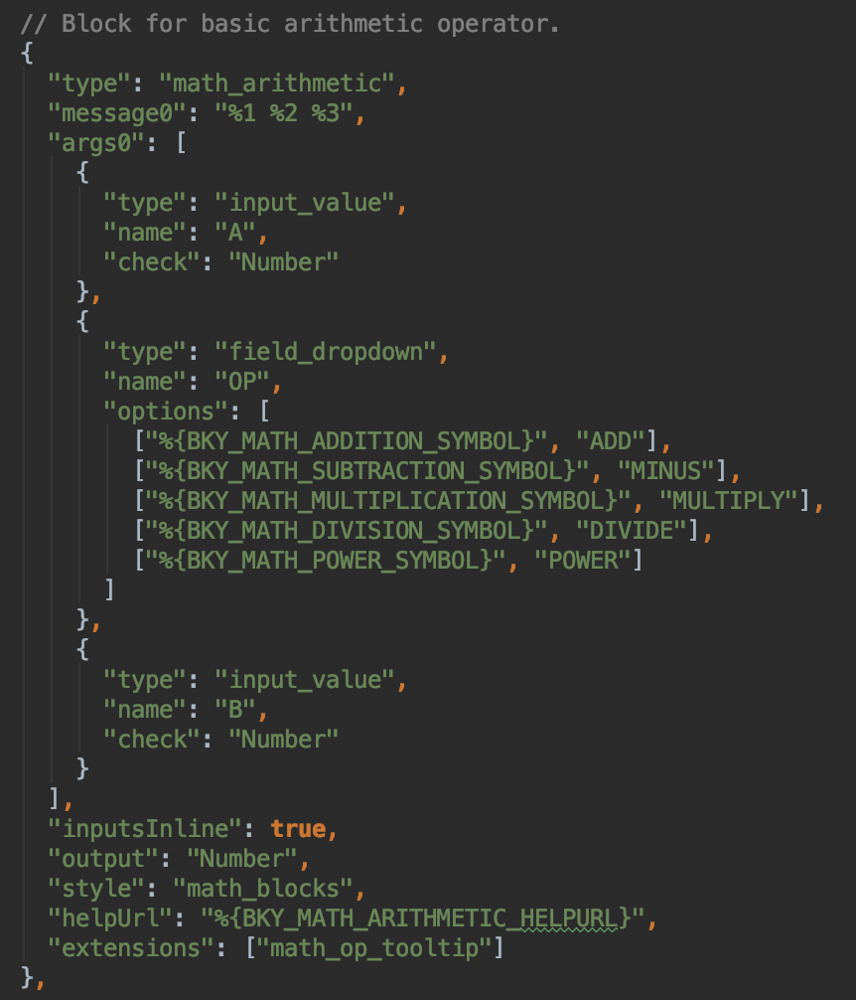 // Block for basic arithmetic operator.
{
  "type": "math_arithmetic",
  "message0": "%1 %2 %3",
  "args0": [
    {
      "type": "input_value",
      "name": "A",
      "check": "Number"
    },
    {
      "type": "field_dropdown",
      "name": "OP",
      "options": [
        ["%{BKY_MATH_ADDITION_SYMBOL}", "ADD"],
        ["%{BKY_MATH_SUBTRACTION_SYMBOL}", "MINUS"],
        ["%{BKY_MATH_MULTIPLICATION_SYMBOL}", "MULTIPLY"],
        ["%{BKY_MATH_DIVISION_SYMBOL}", "DIVIDE"],
        ["%{BKY_MATH_POWER_SYMBOL}", "POWER"]
      ]
    },
    {
      "type": "input_value",
      "name": "B",
      "check": "Number"
    }
  ],
  "inputsInline": true,
  "output": "Number",
  "style": "math_blocks",
  "helpUrl": "%{BKY_MATH_ARITHMETIC_HELPURL}",
  "extensions": ["math_op_tooltip"]
},